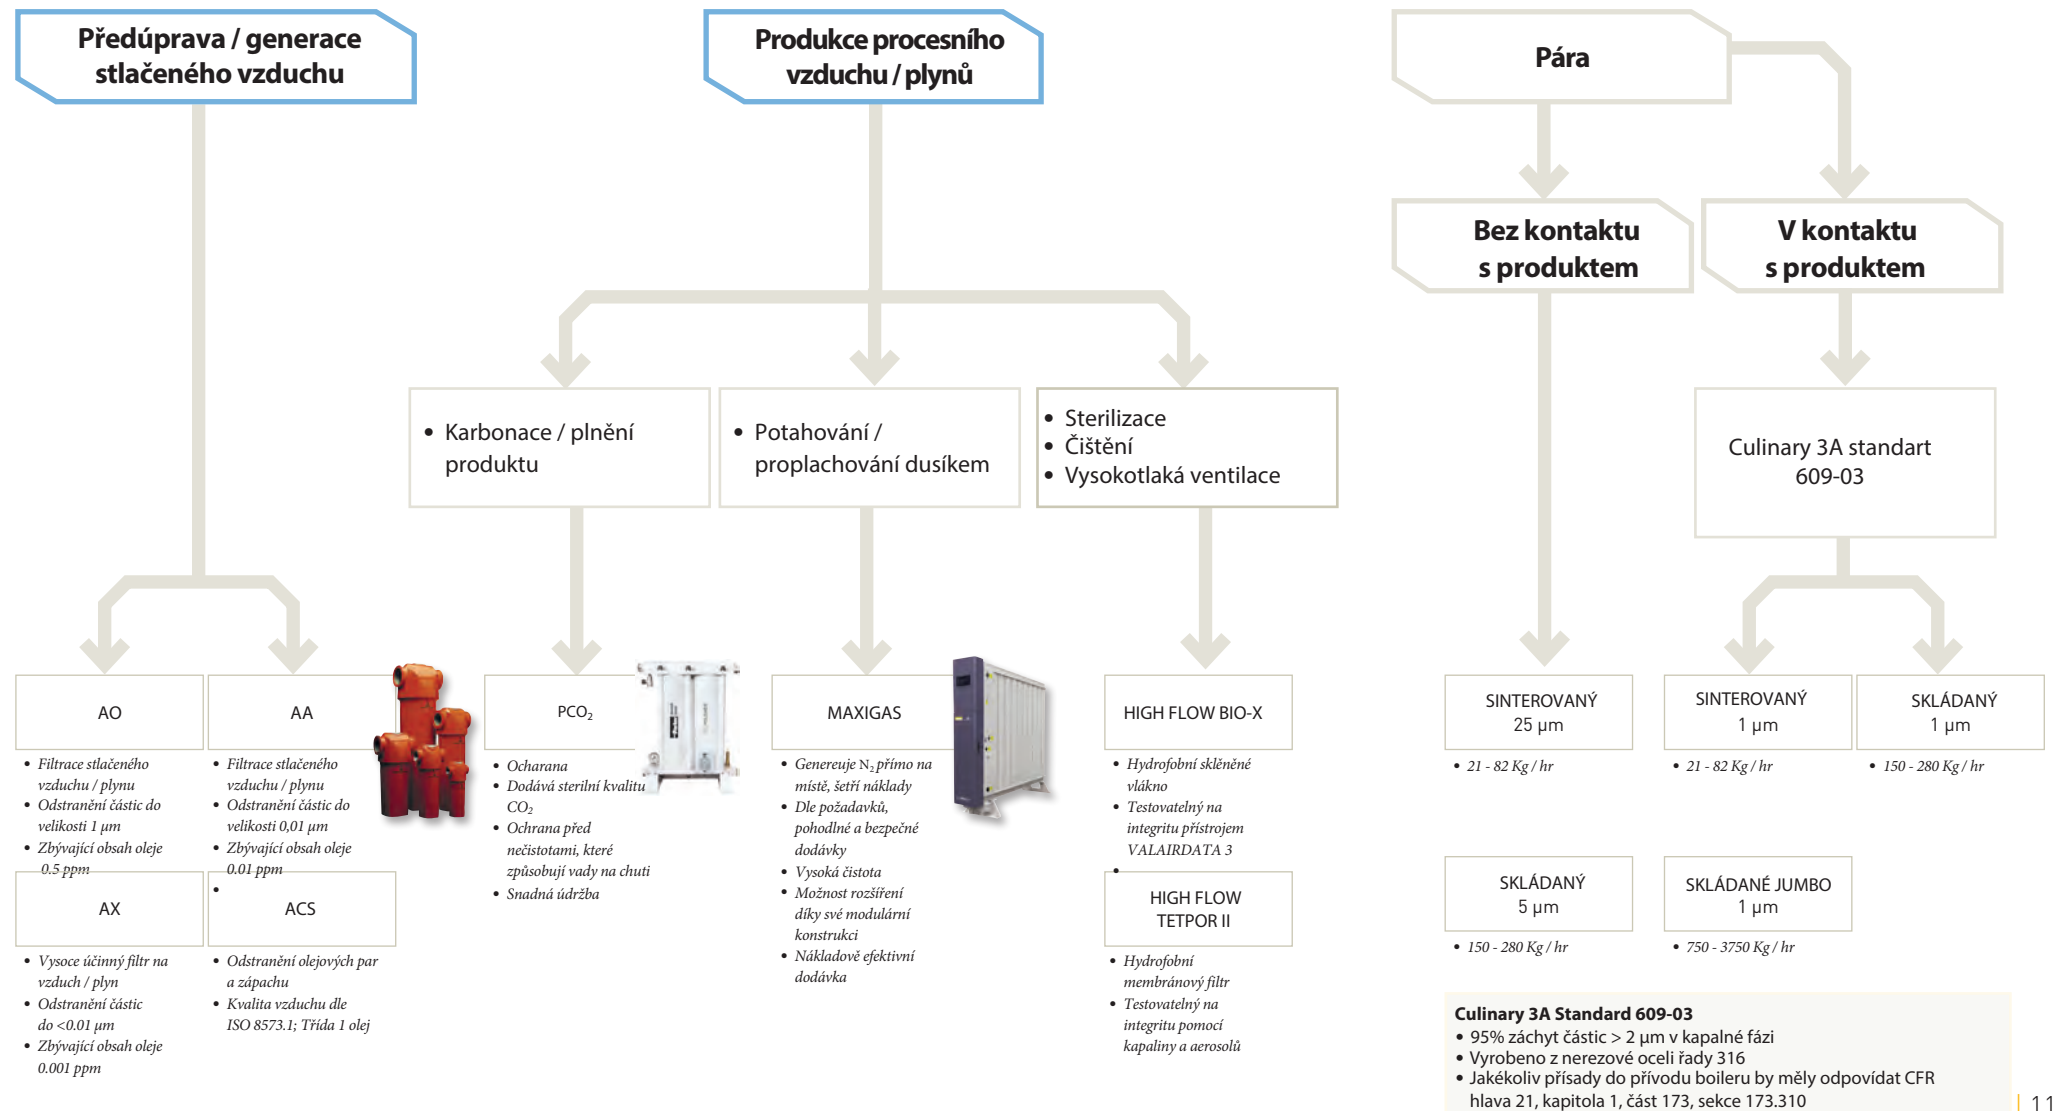 Předúprava / generace
stlačeného vzduchu
Produkce procesního
vzduchu / plynů
Pára
Bez kontaktu
s produktem
V kontaktu
s produktem
• Karbonace / plnění
produktu
• Potahování /
proplachování dusíkem
• Sterilizace
• Čištění
• Vysokotlaká ventilace
Culinary 3A standart
609-03
AO
• Filtrace stlačeného
vzduchu / plynu
• Odstranění částic do
velikosti 1 µm
• Zbývající obsah oleje
0.5 ppm
AA
• Filtrace stlačeného
vzduchu / plynu
• Odstranění částic do
velikosti 0,01 µm
• Zbývající obsah oleje
0.01 ppm
•
AX
• Vysoce účinný filtr na
vzduch / plyn
• Odstranění částic
do <0.01 µm
• Zbývající obsah oleje
0.001 ppm
ACS
• Odstranění olejových par
a zápachu
• Kvalita vzduchu dle
ISO 8573.1; Třída 1 olej
PCO₂
• Ocharana
• Dodává sterilní kvalitu
CO₂
• Ochrana před
nečistotami, které
způsobují vady na chuti
• Snadná údržba
MAXIGAS
• Genereuje N₂ přímo na
místě, šetří náklady
• Dle požadavků,
pohodlné a bezpečné
dodávky
• Vysoká čistota
• Možnost rozšíření
díky své modulární
konstrukci
• Nákladově efektivní
dodávka
HIGH FLOW BIO-X
• Hydrofobní skleněné
vlákno
• Testovatelný na
integritu přístrojem
VALAIRDATA 3
•
HIGH FLOW
TETPOR II
• Hydrofobní
membránový filtr
• Testovatelný na
integritu pomocí
kapaliny a aerosolů
SINTEROVANÝ
25 µm
• 21 - 82 Kg / hr
SINTEROVANÝ
1 µm
• 21 - 82 Kg / hr
SKLÁDANÝ
1 µm
• 150 - 280 Kg / hr
SKLÁDANÝ
5 µm
• 150 - 280 Kg / hr
SKLÁDANÉ JUMBO
1 µm
• 750 - 3750 Kg / hr
Culinary 3A Standard 609-03
• 95% záchyt částic > 2 µm v kapalné fázi
• Vyrobeno z nerezové oceli řady 316
• Jakékoliv přísady do přívodu boileru by měly odpovídat CFR
hlava 21, kapitola 1, část 173, sekce 173.310
| 11